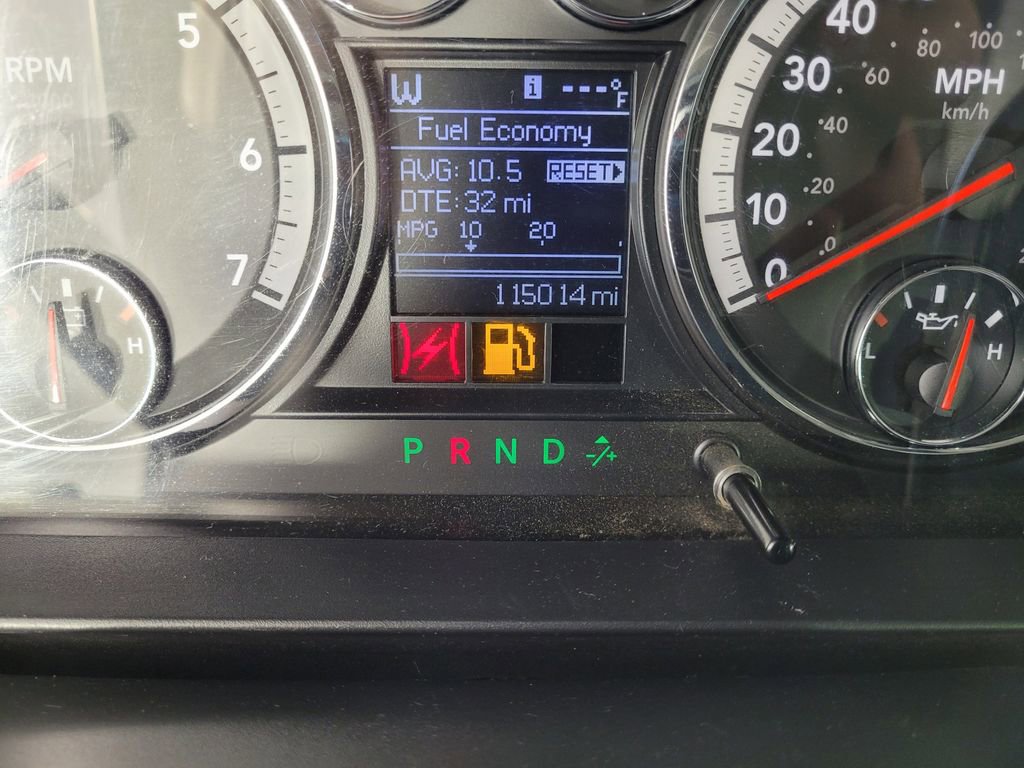 5
RPM
6
7
H
W i ---°F
Fuel Economy
AVG: 10.5 RESET
DTE: 32 mi
MPG 10 20
115014 mi
P R N D -/+
40
80 100
30
60
MPH
km/h
20
40
20
10
0
0
L H